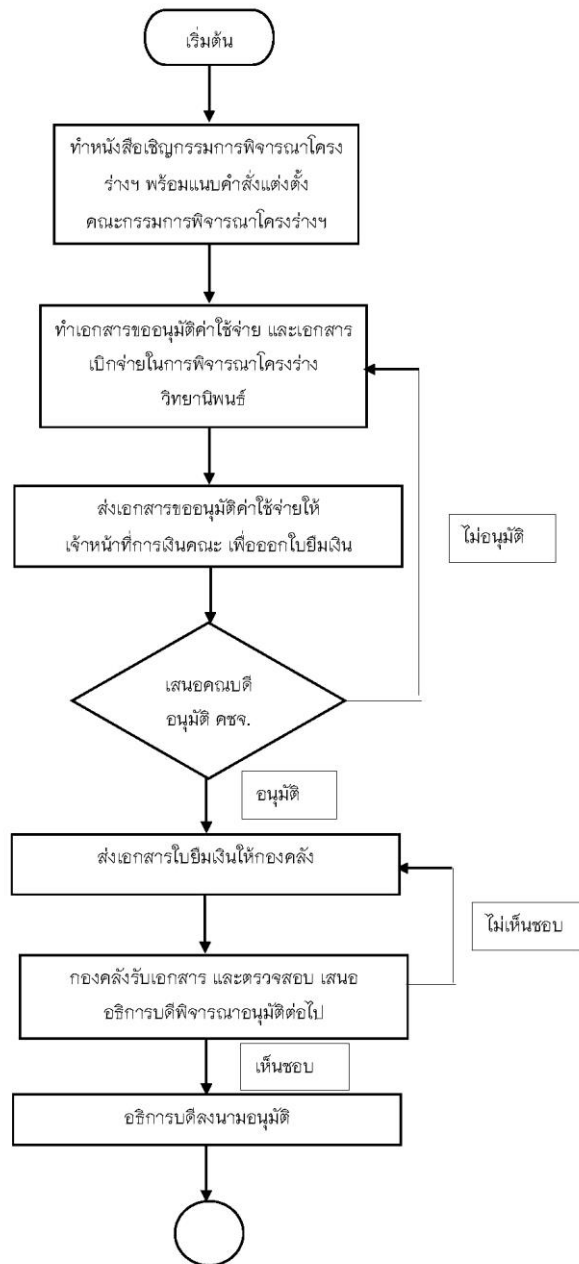 เริ่มต้น
ทำหนังสือเชิญกรรมการพิจารณาโครง
ร่างฯ พร้อมแนบคำสั่งแต่งตั้ง
คณะกรรมการพิจารณาโครงร่างฯ
ทำเอกสารขออนุมัติค่าใช้จ่าย และเอกสาร
เบิกจ่ายในการพิจารณาโครงร่าง
วิทยานิพนธ์
ส่งเอกสารขออนุมัติค่าใช้จ่ายให้
เจ้าหน้าที่การเงินคณะ เพื่อออกใบยืมเงิน
ไม่อนุมัติ
เสนอคณบดี
อนุมัติ คชจ.
อนุมัติ
ส่งเอกสารใบยืมเงินให้กองคลัง
ไม่เห็นชอบ
กองคลังรับเอกสาร และตรวจสอบ เสนอ
อธิการบดีพิจารณาอนุมัติต่อไป
เห็นชอบ
อธิการบดีลงนามอนุมัติ